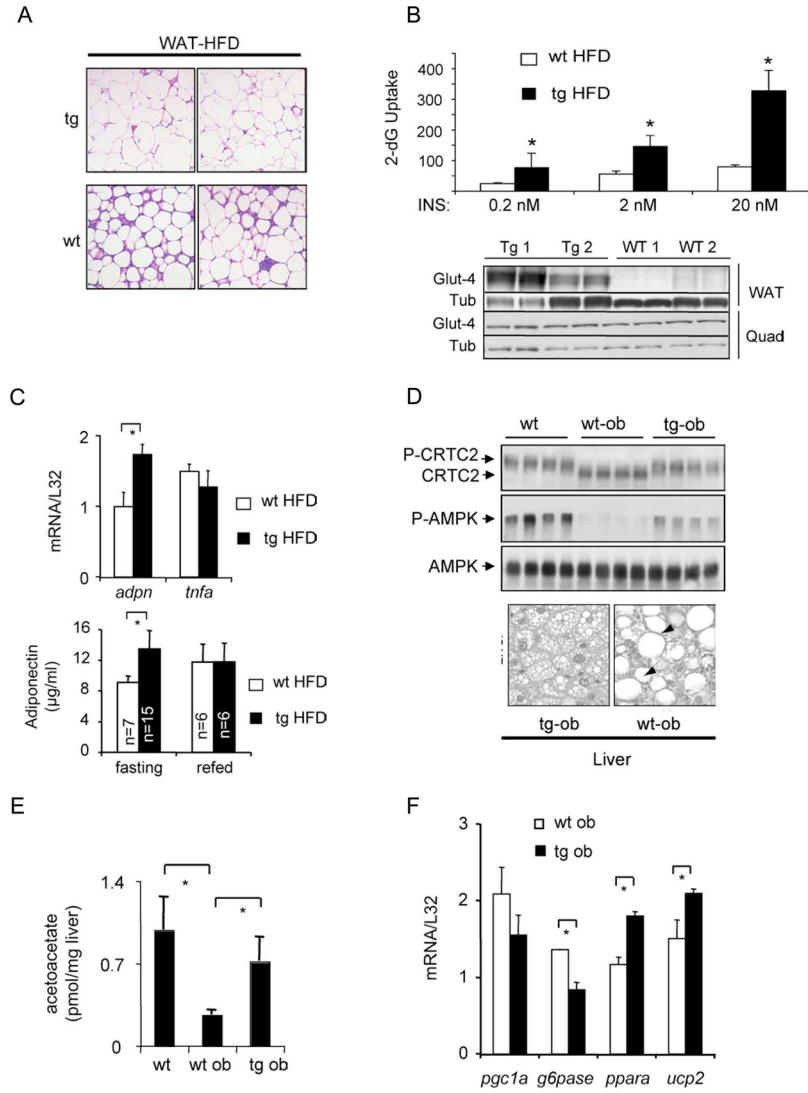 A
WAT-HFD
tg
wt
B
2-dG Uptake
400
300
200
100
wt HFD
tg HFD
*
*
*
INS:
0.2 nM
2 nM
20 nM
Tg 1
Tg 2
WT 1
WT 2
Glut-4
Tub
WAT
Glut-4
Tub
Quad
C
mRNA/L32
2
1
0
*
wt HFD
tg HFD
adpn
tnfa
Adiponectin
(µg/ml)
16
12
8
4
0
*
n=7
n=15
n=6
n=6
wt HFD
tg HFD
fasting
refed
D
wt
wt-ob
tg-ob
P-CRTC2
CRTC2
P-AMPK
AMPK
tg-ob
wt-ob
Liver
E
acetoacetate
(pmol/mg liver)
1.4
0.7
0
*
*
wt
wt ob
tg ob
F
mRNA/L32
3
2
1
0
wt ob
tg ob
*
*
*
pgc1a
g6pase
ppara
ucp2